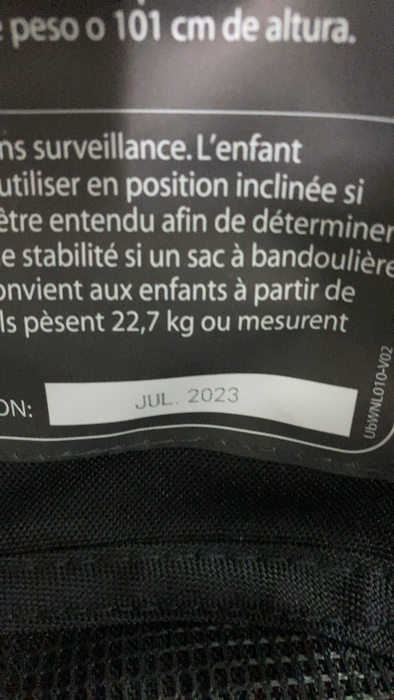 peso o 101 cm de altura.
ns surveillance. L'enfant
utiliser en position inclinée si
être entendu afin de déterminer
e stabilité si un sac à bandoulière
onvient aux enfants à partir de
ls pèsent 22,7 kg ou mesurent
ON: JUL. 2023
UbWNL010-V02